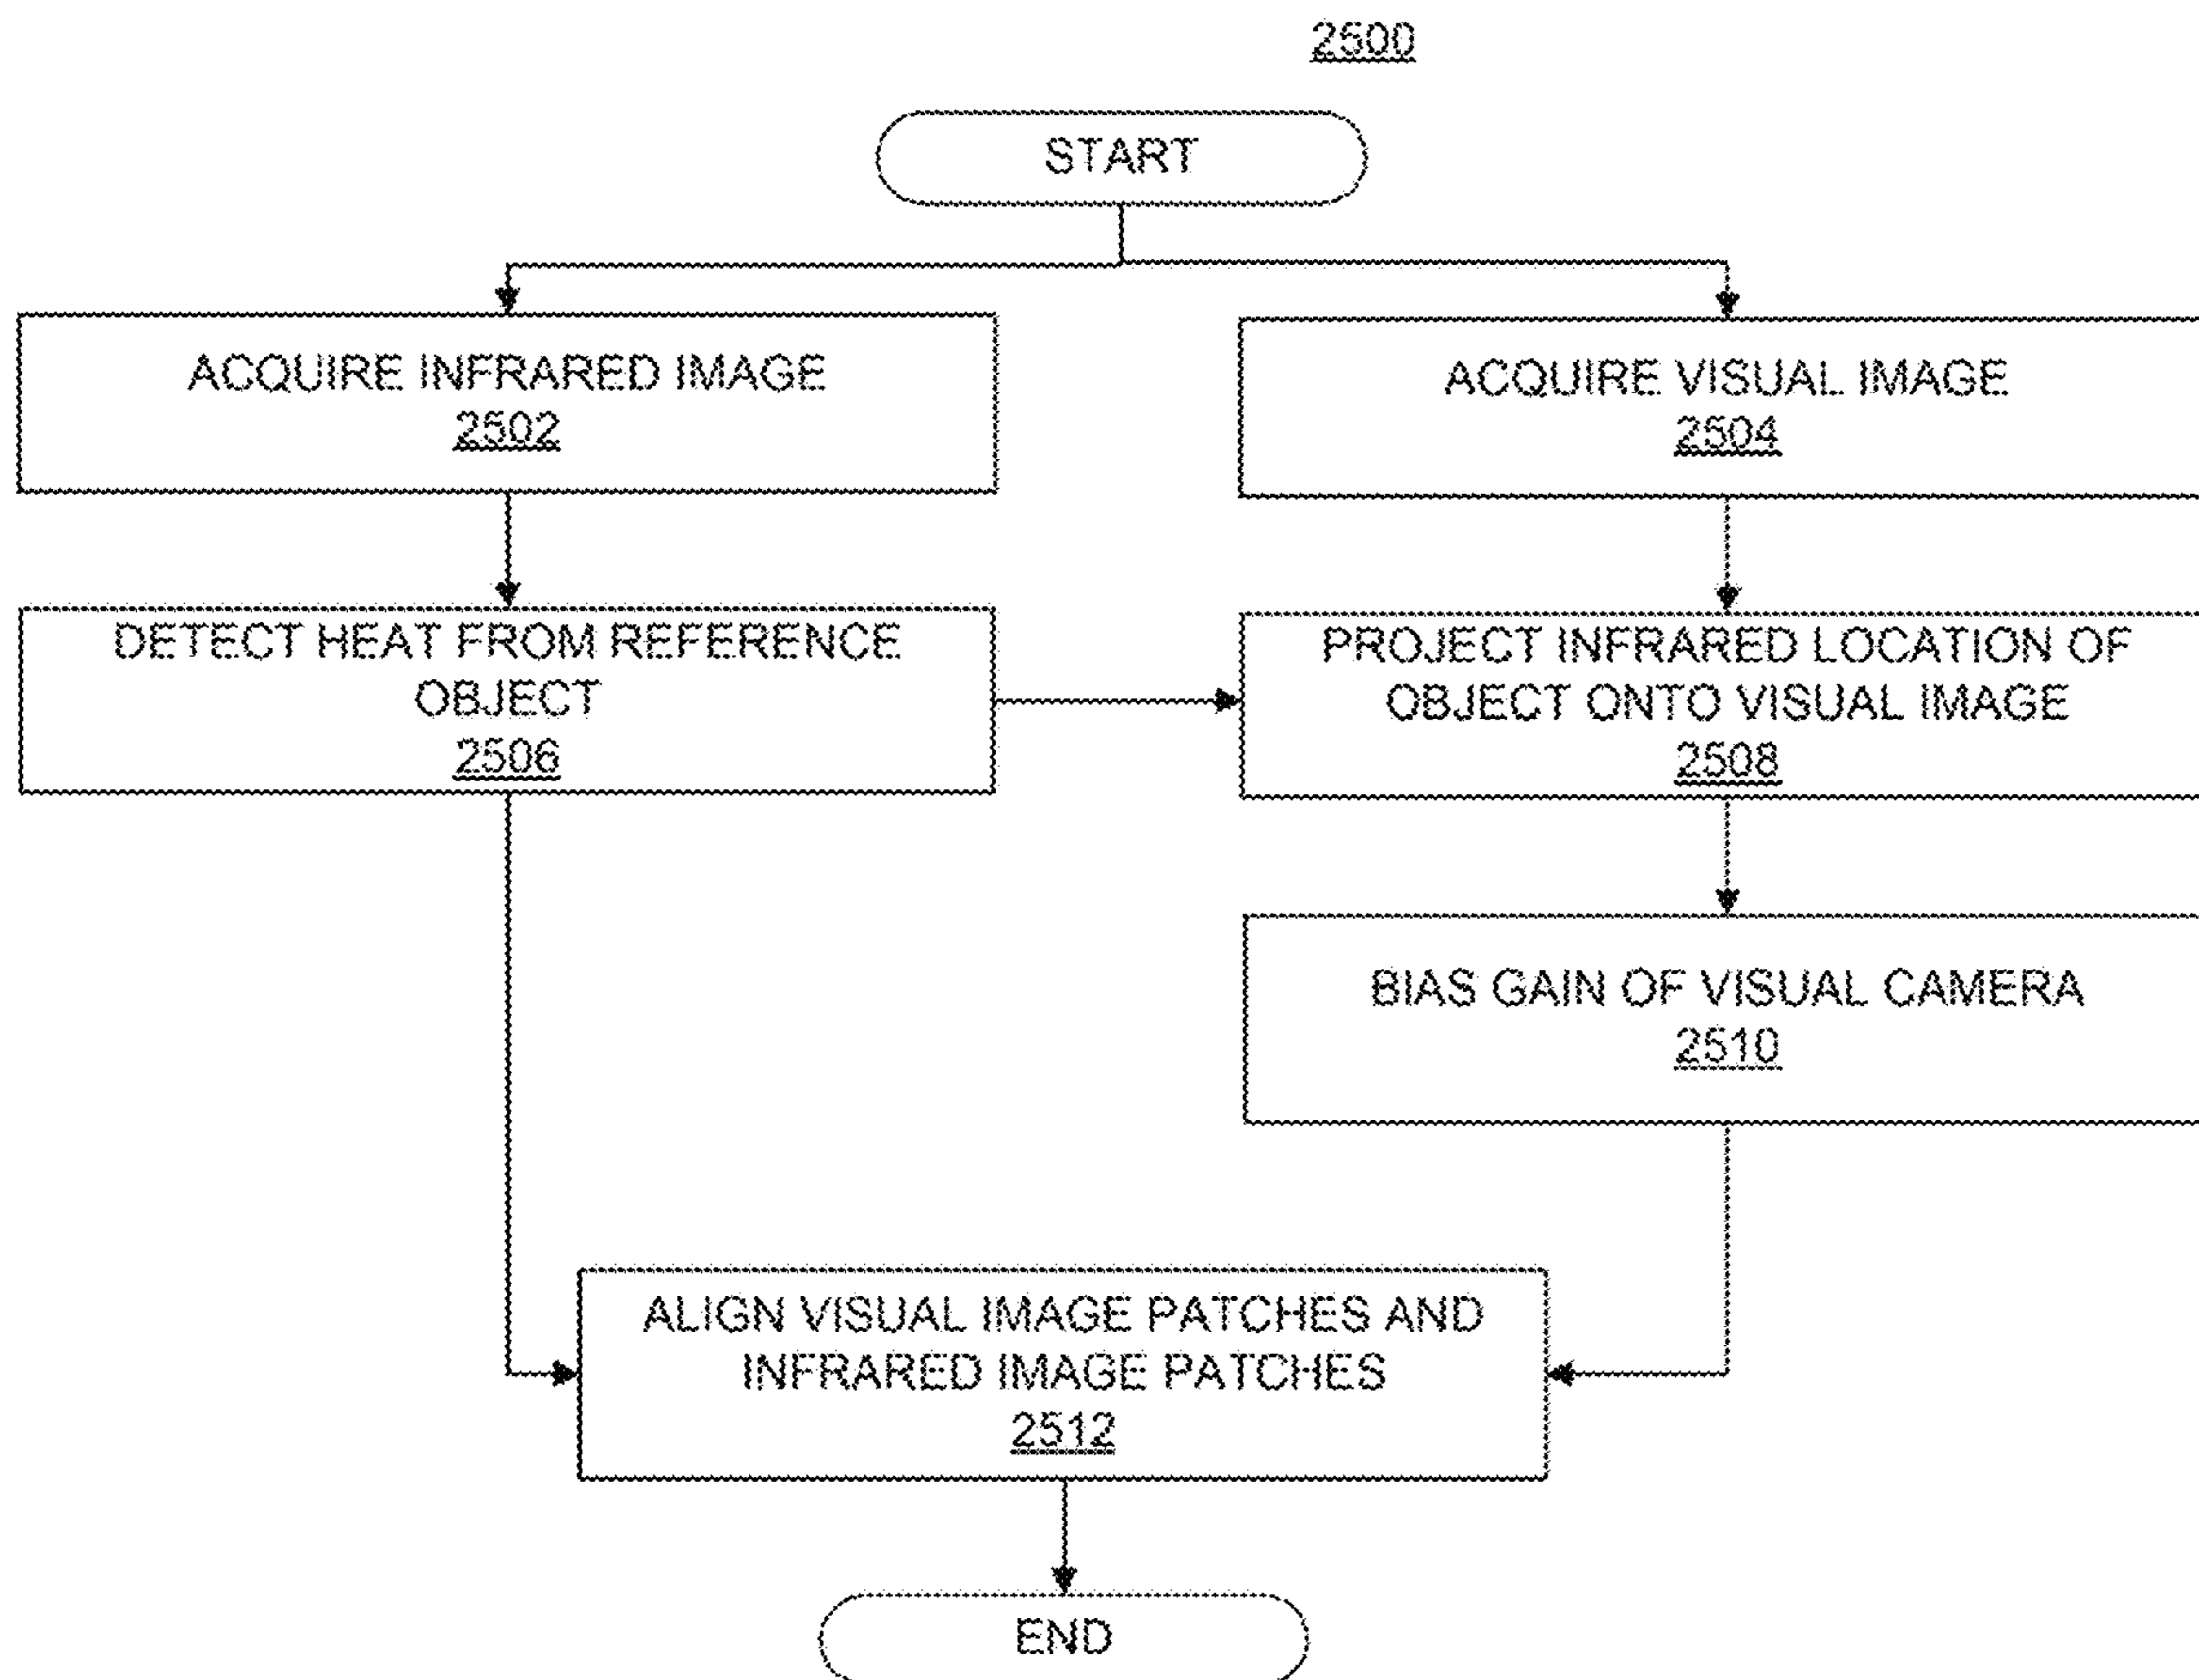 2500
START
ACQUIRE INFRARED IMAGE
2502
ACQUIRE VISUAL IMAGE
2504
DETECT HEAT FROM REFERENCE
OBJECT
2506
PROJECT INFRARED LOCATION OF
OBJECT ONTO VISUAL IMAGE
2508
BIAS GAIN OF VISUAL CAMERA
2510
ALIGN VISUAL IMAGE PATCHES AND
INFRARED IMAGE PATCHES
2512
END